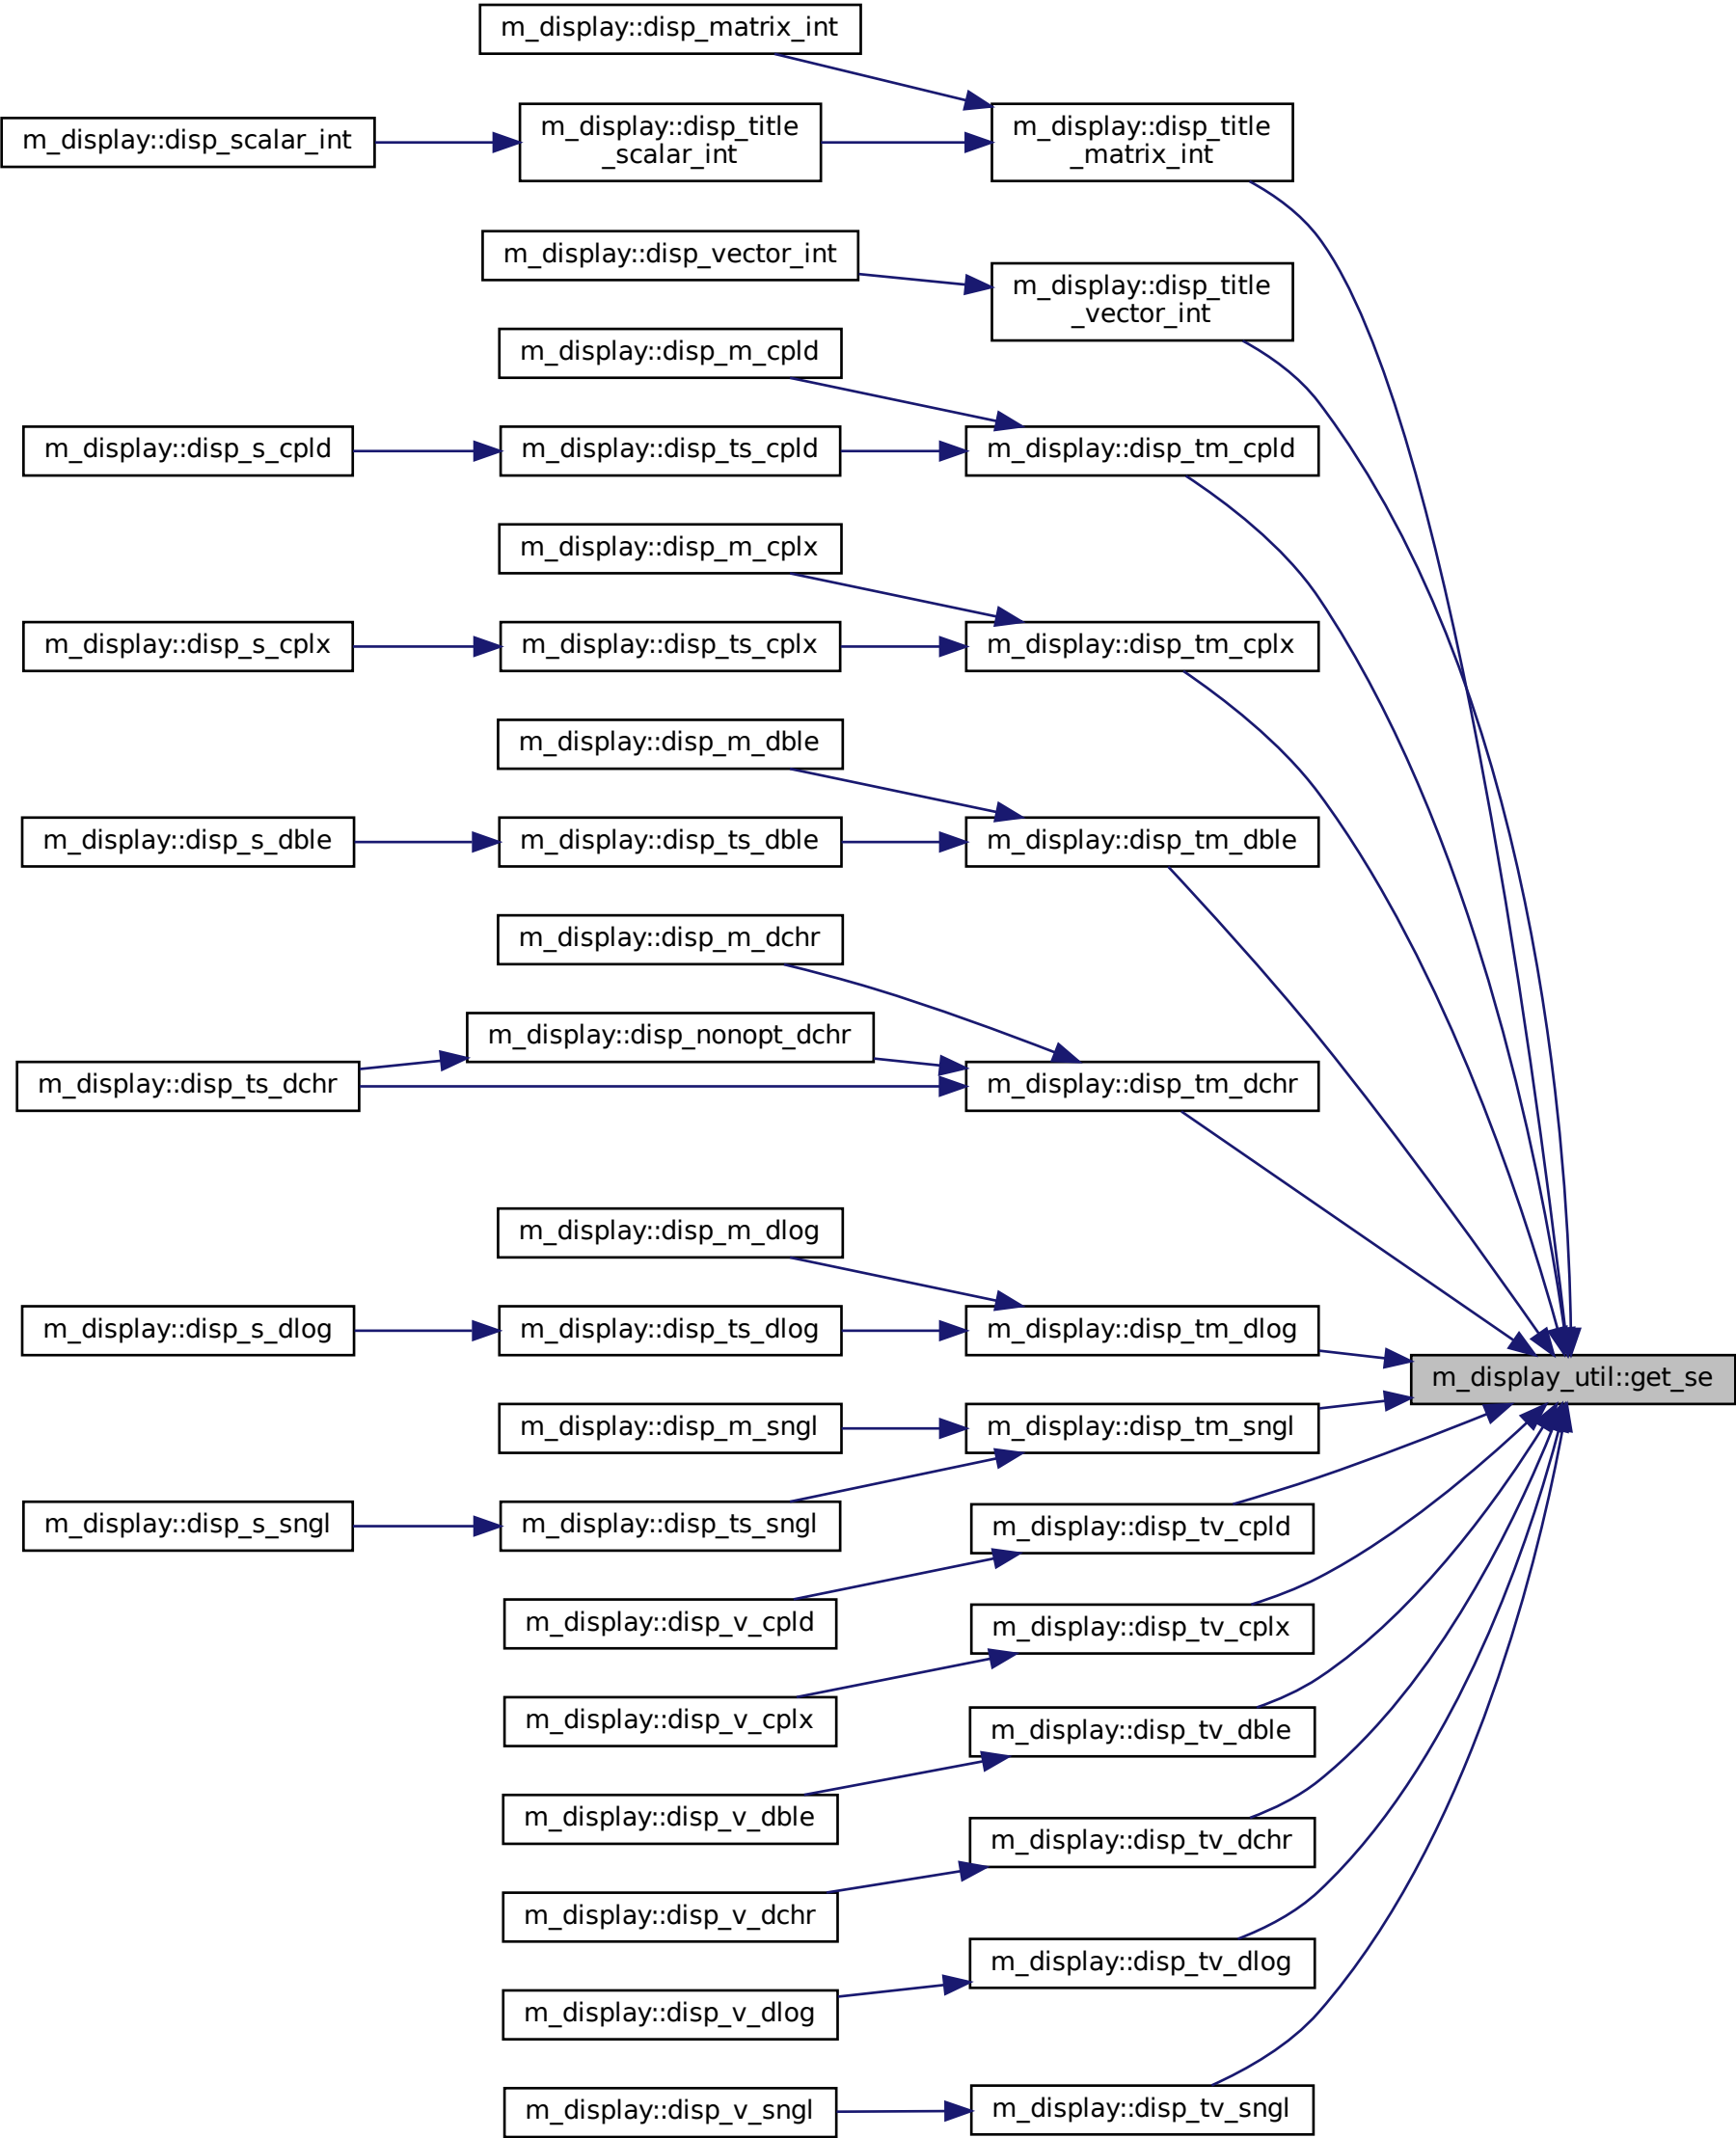 m_display::disp_matrix_int
m_display::disp_scalar_int
m_display::disp_title
_scalar_int
m_display::disp_title
_matrix_int
m_display::disp_vector_int
m_display::disp_title
_vector_int
m_display::disp_m_cpld
m_display::disp_s_cpld
m_display::disp_ts_cpld
m_display::disp_tm_cpld
m_display::disp_m_cplx
m_display::disp_s_cplx
m_display::disp_ts_cplx
m_display::disp_tm_cplx
m_display::disp_m_dble
m_display::disp_s_dble
m_display::disp_ts_dble
m_display::disp_tm_dble
m_display::disp_m_dchr
m_display::disp_nonopt_dchr
m_display::disp_ts_dchr
m_display::disp_tm_dchr
m_display::disp_m_dlog
m_display::disp_s_dlog
m_display::disp_ts_dlog
m_display::disp_tm_dlog
m_display_util::get_se
m_display::disp_m_sngl
m_display::disp_tm_sngl
m_display::disp_s_sngl
m_display::disp_ts_sngl
m_display::disp_tv_cpld
m_display::disp_v_cpld
m_display::disp_tv_cplx
m_display::disp_v_cplx
m_display::disp_tv_dble
m_display::disp_v_dble
m_display::disp_tv_dchr
m_display::disp_v_dchr
m_display::disp_tv_dlog
m_display::disp_v_dlog
m_display::disp_tv_sngl
m_display::disp_v_sngl